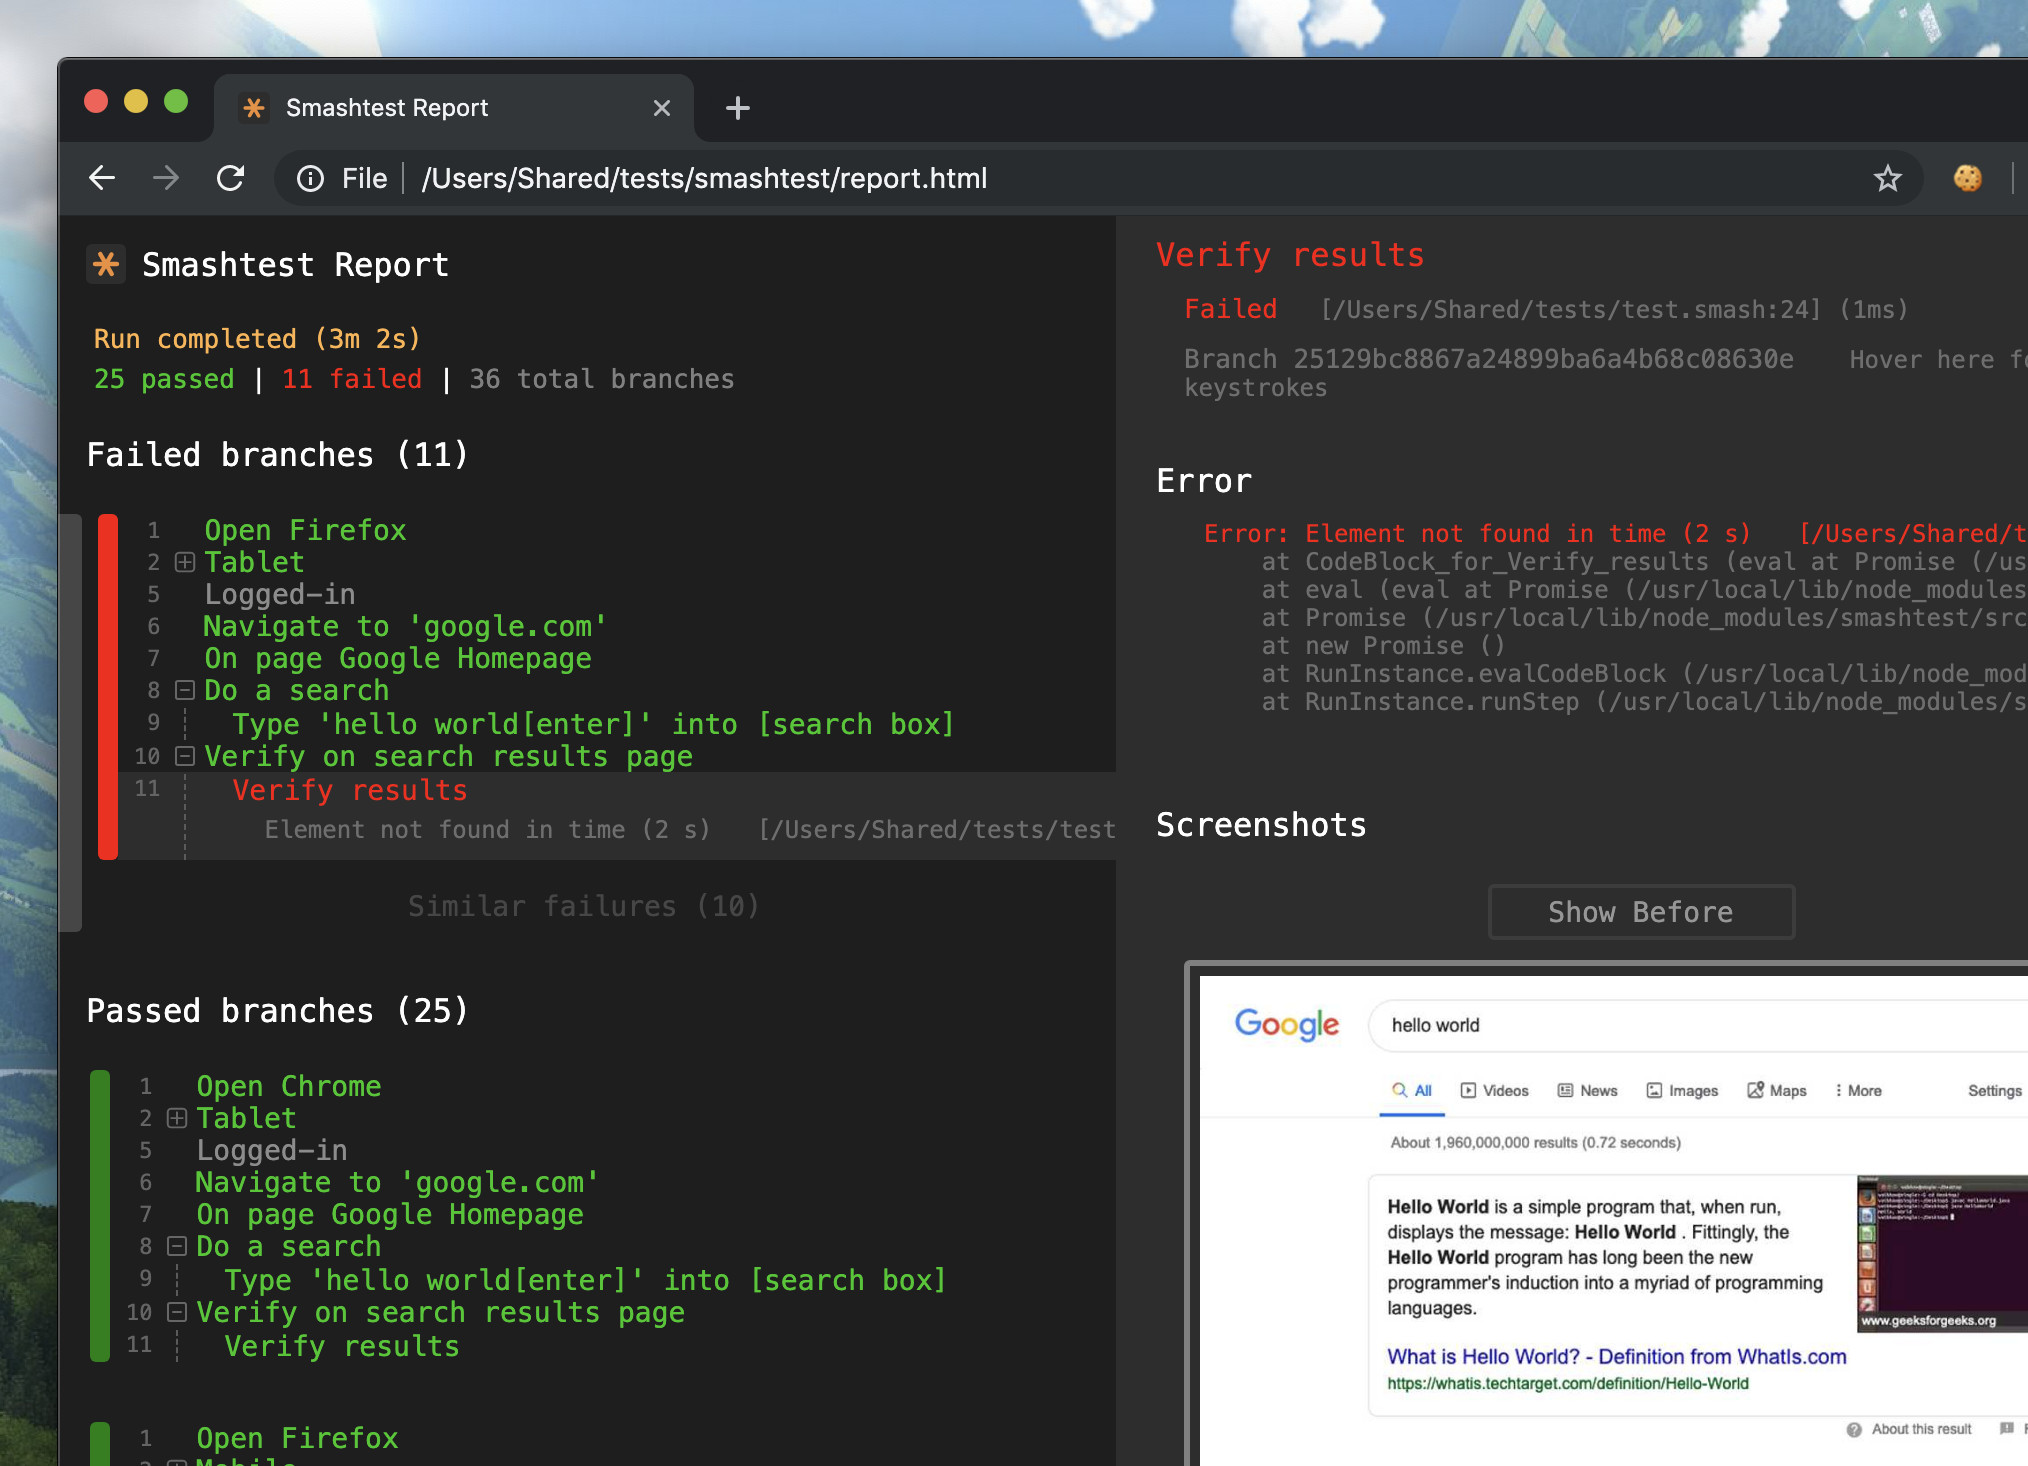 Smashtest Report
File | /Users/Shared/tests/smashtest/report.html
Smashtest Report
Run completed (3m 2s)
25 passed | 11 failed | 36 total branches
Failed branches (11)
1 Open Firefox
2 Tablet
5 Logged-in
6 Navigate to 'google.com'
7 On page Google Homepage
8 Do a search
9 Type 'hello world[enter]' into [search box]
10 Verify on search results page
11 Verify results
Element not found in time (2 s) [/Users/Shared/tests/test
Similar failures (10)
Passed branches (25)
1 Open Chrome
2 Tablet
5 Logged-in
6 Navigate to 'google.com'
7 On page Google Homepage
8 Do a search
9 Type 'hello world[enter]' into [search box]
10 Verify on search results page
11 Verify results
1 Open Firefox
Verify results
Failed [/Users/Shared/tests/test.smash:24] (1ms)
Branch 25129bc8867a24899ba6a4b68c08630e Hover here
keystrokes
Error
Error: Element not found in time (2 s) [/Users/Shared/t
at CodeBlock_for_Verify_results (eval at Promise (/us
at eval (eval at Promise (/usr/local/lib/node_modules
at Promise (/usr/local/lib/node_modules/smashtest/src
at new Promise ()
at RunInstance.evalCodeBlock (/usr/local/lib/node_mod
at RunInstance.runStep (/usr/local/lib/node_modules/s
Screenshots
Show Before
Google hello world
All Videos News Images Maps More Settings
About 1,960,000,000 results (0.72 seconds)
Hello World is a simple program that, when run,
displays the message: Hello World . Fittingly, the
Hello World program has long been the new
programmer's induction into a myriad of programming
languages.
www.geeksforgeeks.org
What is Hello World? - Definition from WhatIs.com
https://whatis.techtarget.com/definition/Hello-World
About this result